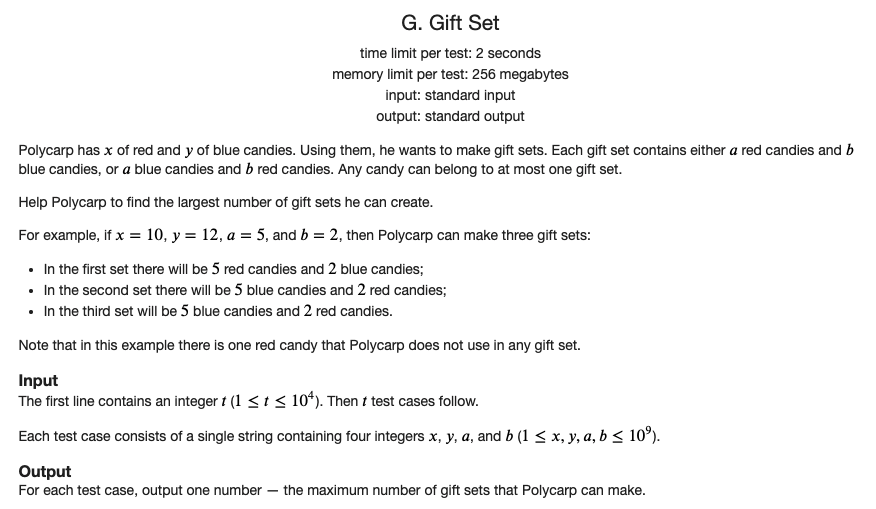 G. Gift Set
time limit per test: 2 seconds
memory limit per test: 256 megabytes
input: standard input
output: standard output
Polycarp has x of red and y of blue candies. Using them, he wants to make gift sets. Each gift set contains either a red candies and b
blue candies, or a blue candies and b red candies. Any candy can belong to at most one gift set.
Help Polycarp to find the largest number of gift sets he can create.
For example, if x = 10, y = 12, a = 5, and b = 2, then Polycarp can make three gift sets:
• In the first set there will be 5 red candies and 2 blue candies;
• In the second set there will be 5 blue candies and 2 red candies;
• In the third set will be 5 blue candies and 2 red candies.
Note that in this example there is one red candy that Polycarp does not use in any gift set.
Input
The first line contains an integer t (1 ≤ t ≤ 10⁴). Then t test cases follow.
Each test case consists of a single string containing four integers x, y, a, and b (1 ≤ x, y, a, b ≤ 10⁹).
Output
For each test case, output one number — the maximum number of gift sets that Polycarp can make.